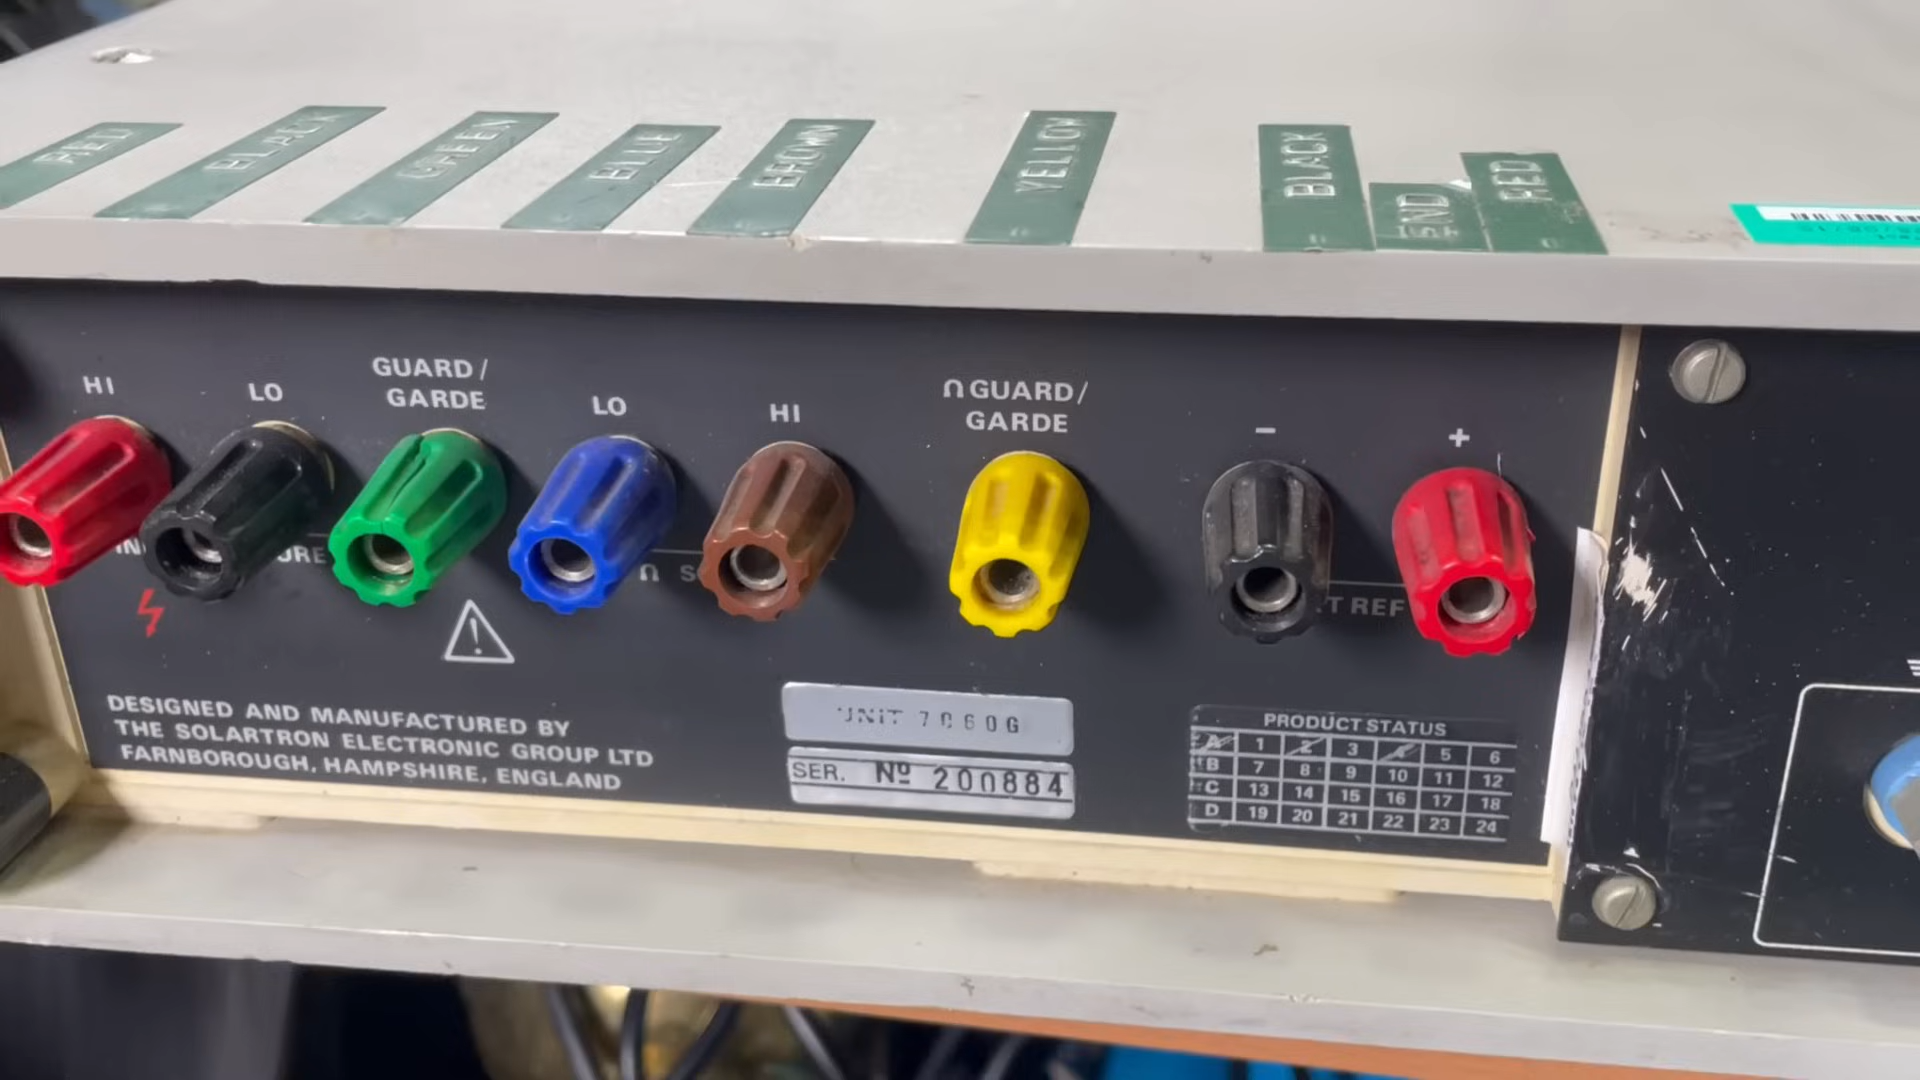 RED
BLACK
GREEN
BLUE
BROWN
YELLOW
BLACK
RED
HI
LO
GUARD/
GARDE
LO
HI
Ω GUARD/
GARDE
−
+
T REF
DESIGNED AND MANUFACTURED BY
THE SOLARTRON ELECTRONIC GROUP LTD
FARNBOROUGH, HAMPSHIRE, ENGLAND
UNIT 7060G
SER. Nº 200884
PRODUCT STATUS
A 1 2 3 4 5 6
B 7 8 9 10 11 12
C 13 14 15 16 17 18
D 19 20 21 22 23 24